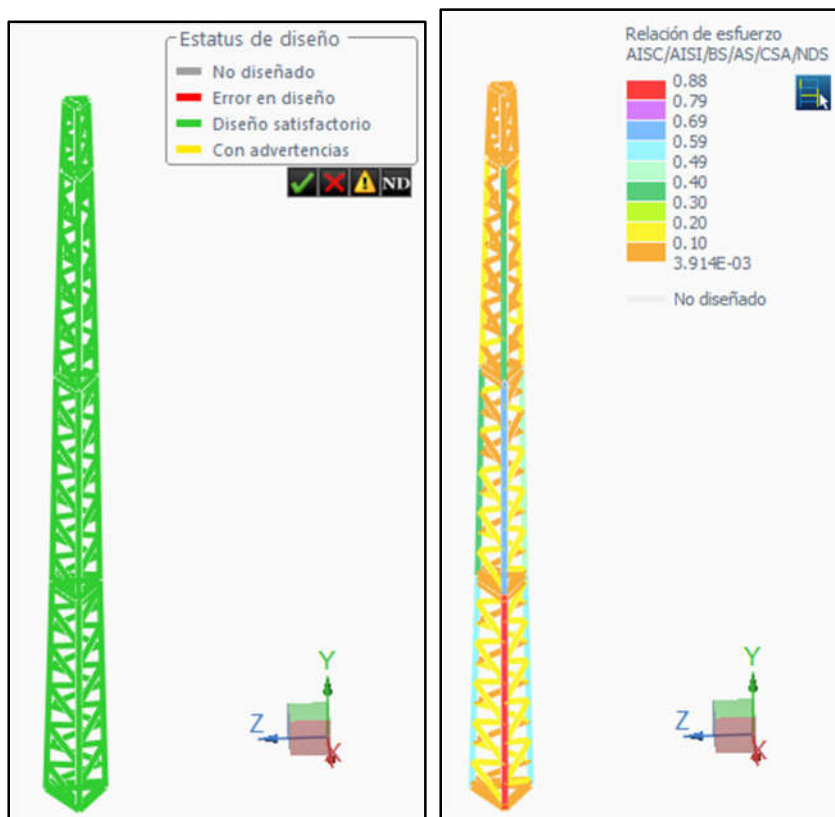 Estatus de diseño
No diseñado
Error en diseño
Diseño satisfactorio
Con advertencias
ND
Y
Z
X
Relación de esfuerzo
AISC/AISI/BS/AS/CSA/NDS
0.88
0.79
0.69
0.59
0.49
0.40
0.30
0.20
0.10
3.914E-03
No diseñado
Y
Z
X